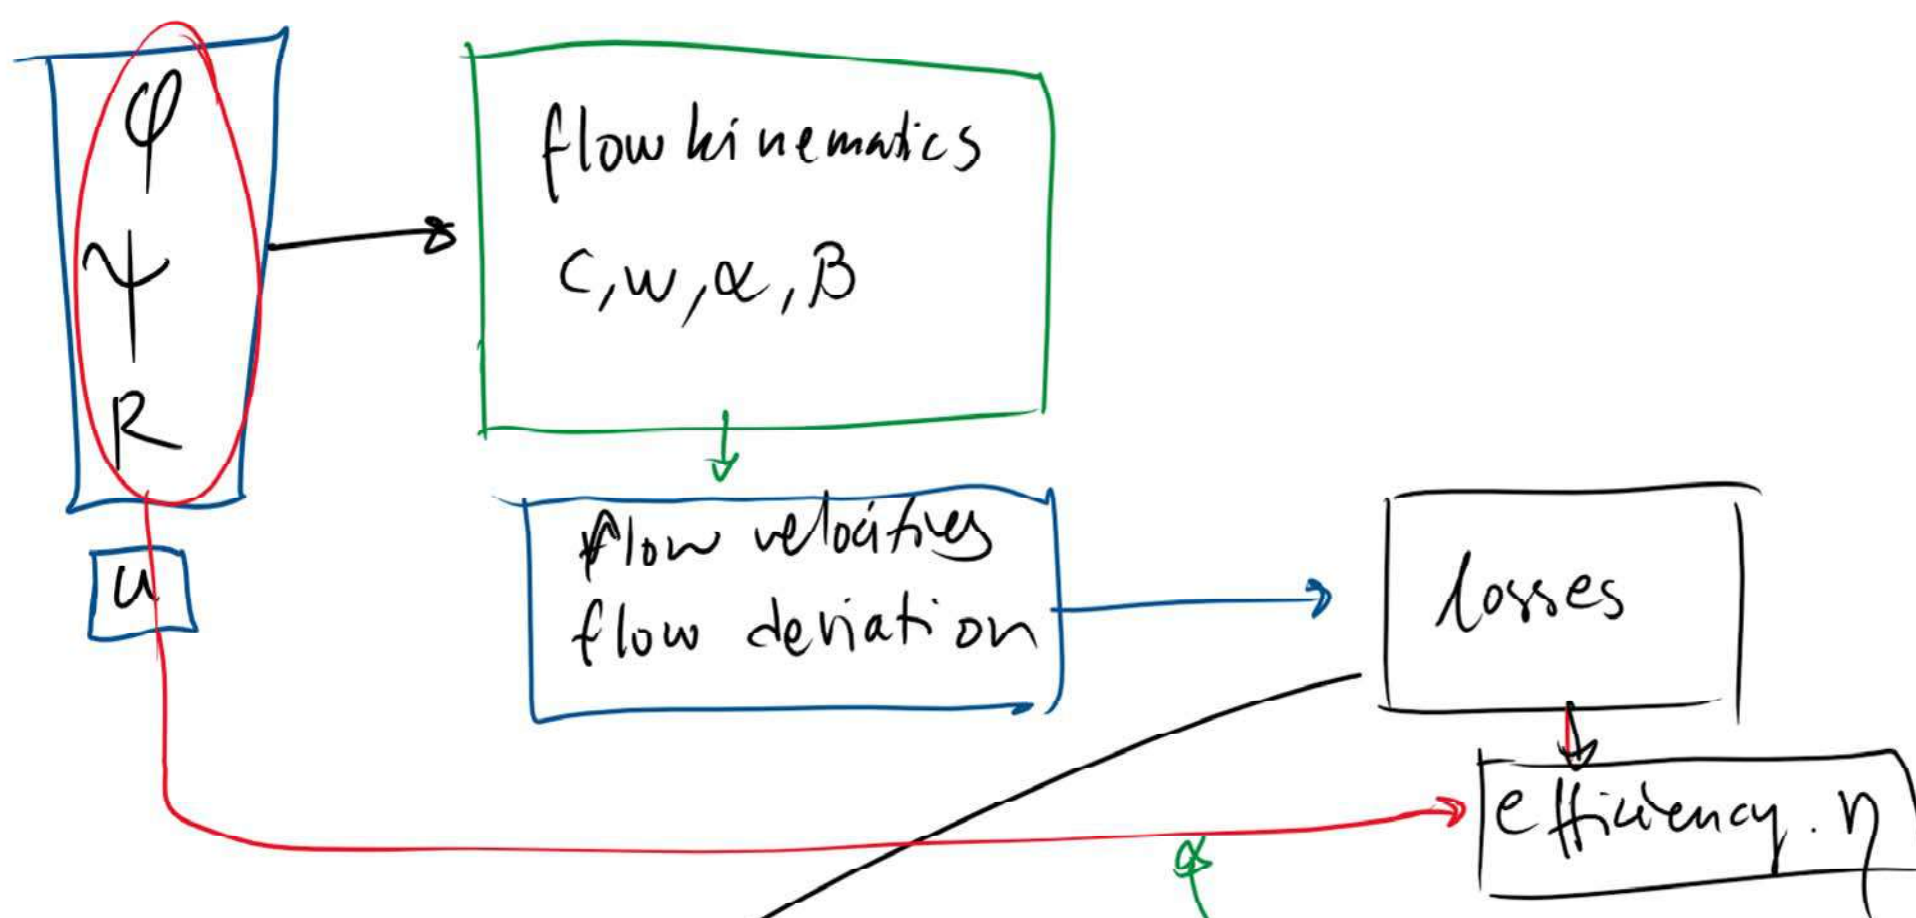 φ
ψ
R
u
flow kinematics
c, w, α, β
flow velocities
flow deviation
losses
efficiency . η
α